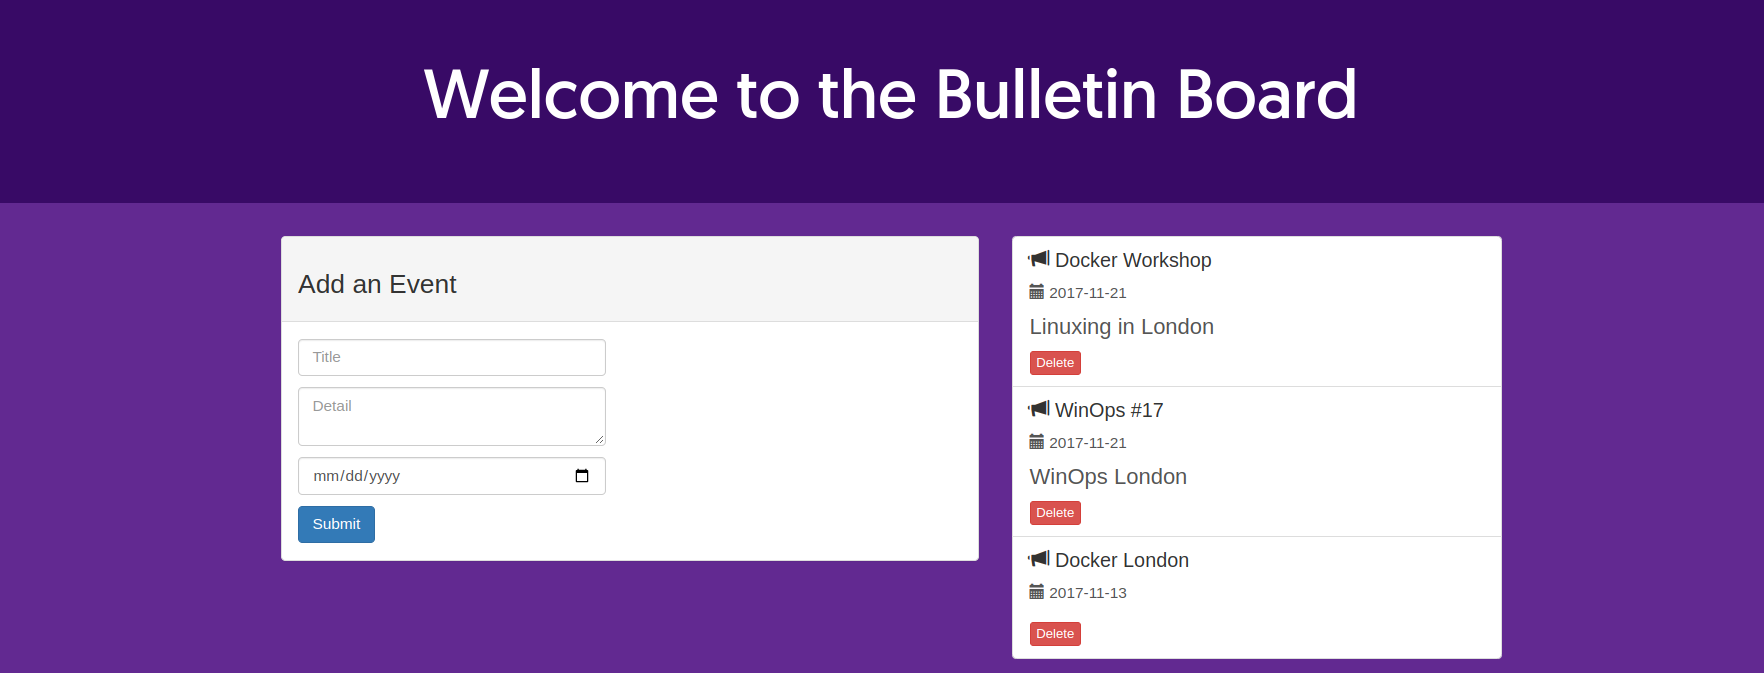 Welcome to the Bulletin Board
Add an Event
Title
Detail
mm/dd/yyyy
Submit
Docker Workshop
2017-11-21
Linuxing in London
Delete
WinOps #17
2017-11-21
WinOps London
Delete
Docker London
2017-11-13
Delete